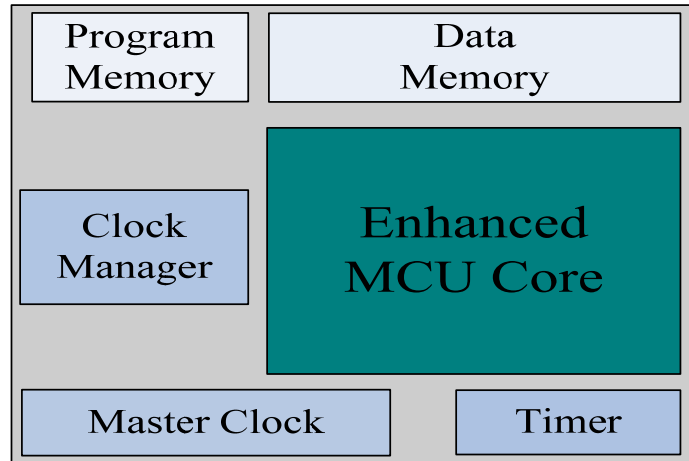 Program
Memory
Data
Memory
Clock
Manager
Enhanced
MCU Core
Master Clock
Timer